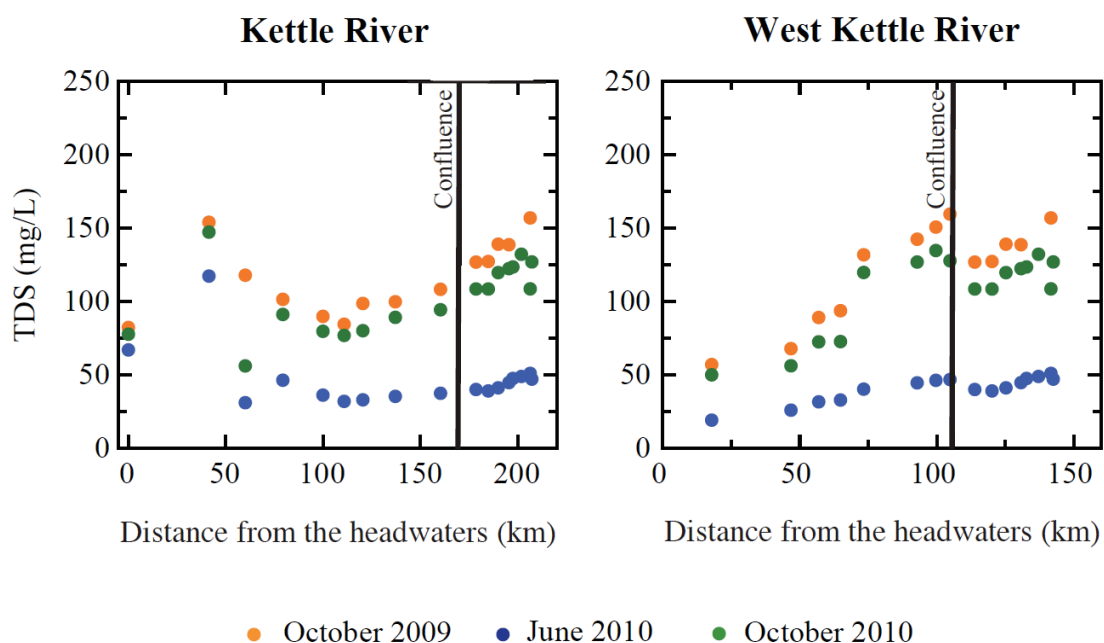 Kettle River
West Kettle River
TDS (mg/L)
250
200
150
100
50
0
Confluence
0
50
100
150
200
Distance from the headwaters (km)
250
200
150
100
50
0
Confluence
0
50
100
150
Distance from the headwaters (km)
October 2009
June 2010
October 2010